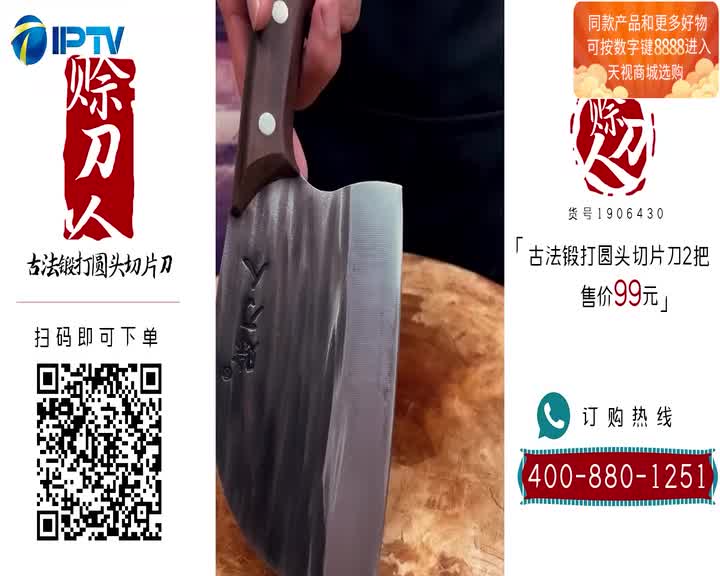 IPTV
赊刀人
古法锻打圆头切片刀
扫码即可下单
赊刀人
同款产品和更多好物
可按数字键8888进入
天视商城选购
赊刀人
货号1906430
「古法锻打圆头切片刀2把
售价99元」
订购热线
400-880-1251